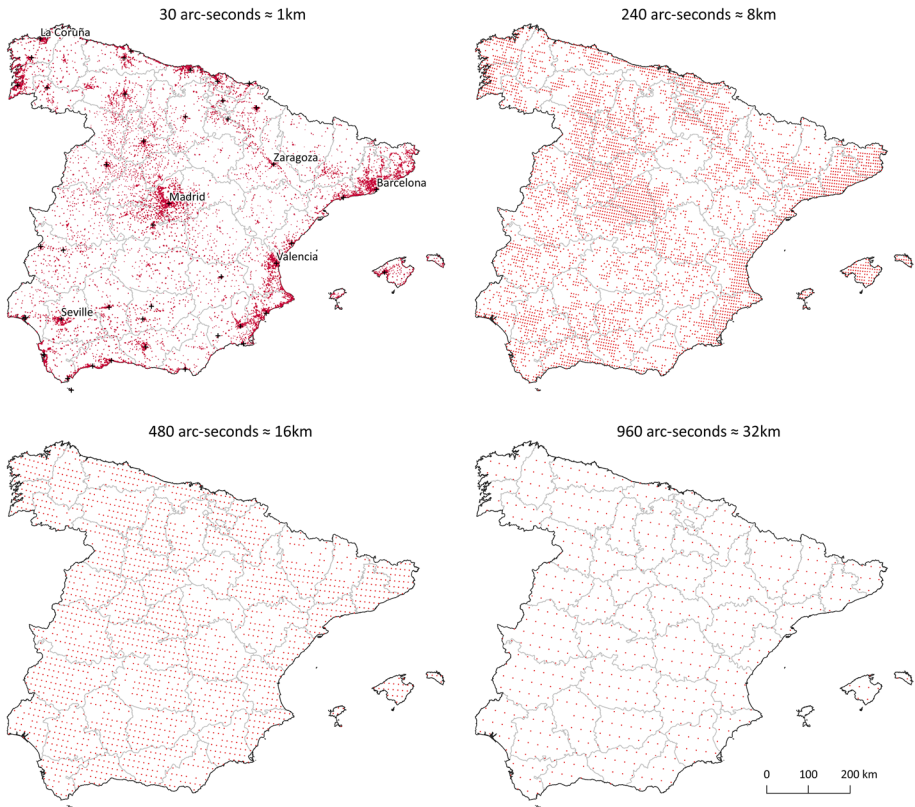 30 arc-seconds ≈ 1km
240 arc-seconds ≈ 8km
La Coruña
Zaragoza
Barcelona
Madrid
Valencia
Seville
480 arc-seconds ≈ 16km
960 arc-seconds ≈ 32km
0 100 200 km